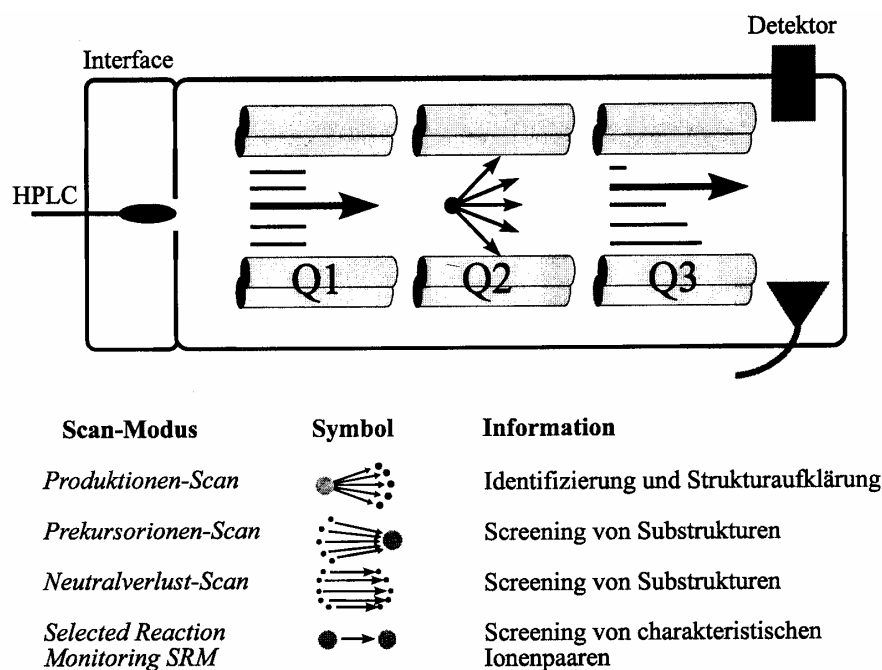 Detektor
Interface
HPLC
Q1 Q2 Q3
Scan-Modus Symbol Information
Produktionen-Scan Identifizierung und Strukturaufklärung
Prekursorionen-Scan Screening von Substrukturen
Neutralverlust-Scan Screening von Substrukturen
Selected Reaction Screening von charakteristischen
Monitoring SRM Ionenpaaren